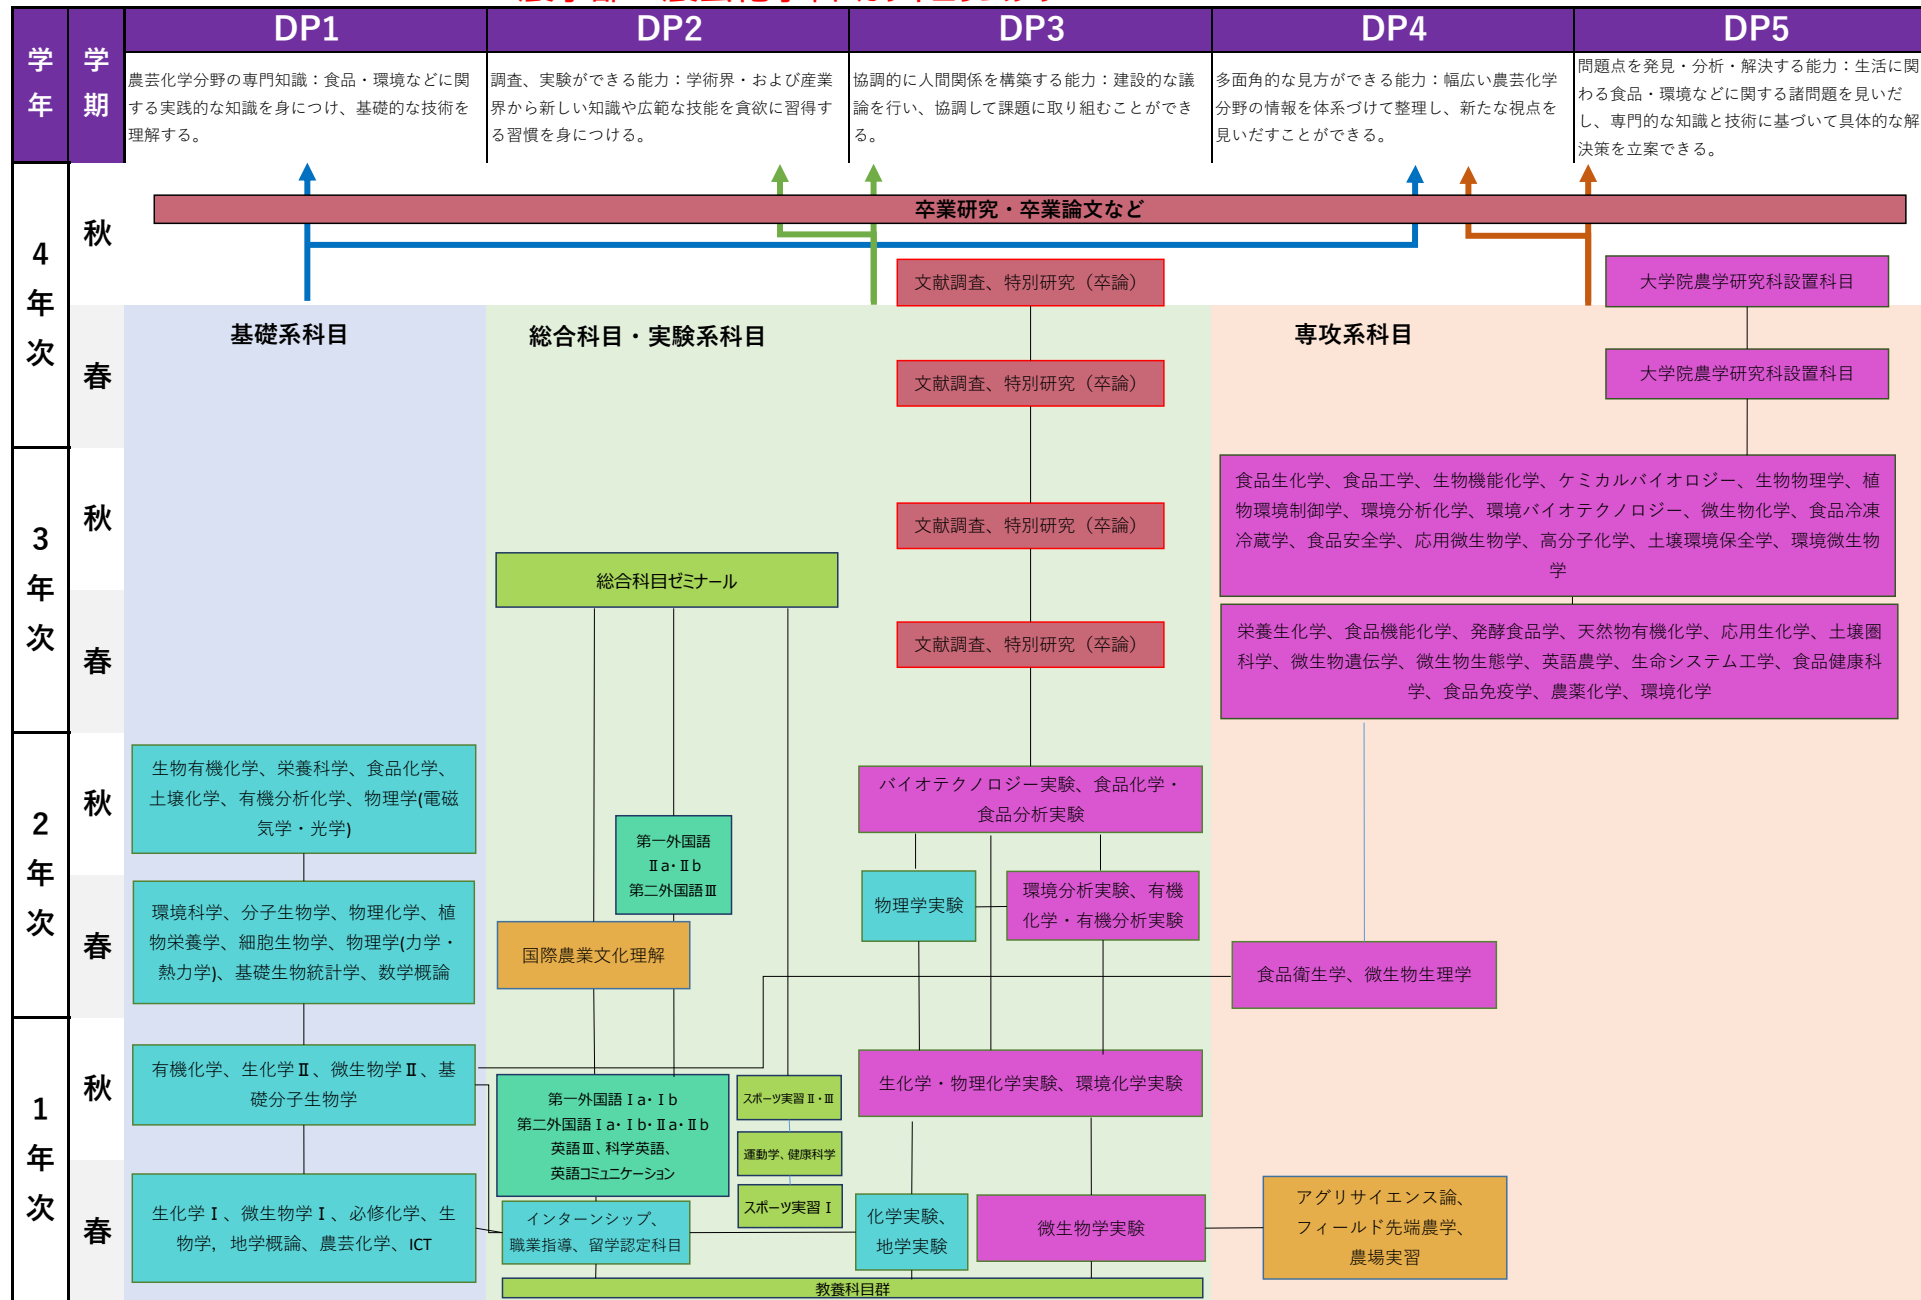 学年
学期
DP1
DP2
DP3
DP4
DP5
農芸化学分野の専門知識：食品・環境などに関
する実践的な知識を身につけ、基礎的な技術を
理解する。
調査、実験ができる能力：学術界・および産業
界から新しい知識や広範な技能を貪欲に習得す
る習慣を身につける。
協調的に人間関係を構築する能力：建設的な議
論を行い、協調して課題に取り組むことができ
る。
多面角的な見方ができる能力：幅広い農芸化学
分野の情報を体系づけて整理し、新たな視点を
見いだすことができる。
問題点を発見・分析・解決する能力：生活に関
わる食品・環境などに関する諸問題を見いだ
し、専門的な知識と技術に基づいて具体的な解
決策を立案できる。
4年次
秋
卒業研究・卒業論文など
文献調査、特別研究（卒論）
大学院農学研究科設置科目
春
基礎系科目
総合科目・実験系科目
専攻系科目
文献調査、特別研究（卒論）
大学院農学研究科設置科目
3年次
秋
文献調査、特別研究（卒論）
食品生化学、食品工学、生物機能化学、ケミカルバイオロジー、生物物理学、植
物環境制御学、環境分析化学、環境バイオテクノロジー、微生物化学、食品冷凍
冷蔵学、食品安全学、応用微生物学、高分子化学、土壌環境保全学、環境微生物
学
総合科目ゼミナール
春
文献調査、特別研究（卒論）
栄養生化学、食品機能化学、発酵食品学、天然物有機化学、応用生化学、土壌圏
科学、微生物遺伝学、微生物生態学、英語農学、生命システム工学、食品健康科
学、食品免疫学、農薬化学、環境化学
2年次
秋
生物有機化学、栄養科学、食品化学、
土壌化学、有機分析化学、物理学(電磁
気学・光学)
第一外国語
Ⅱa・Ⅱb
第二外国語Ⅲ
バイオテクノロジー実験、食品化学・
食品分析実験
春
環境科学、分子生物学、物理化学、植
物栄養学、細胞生物学、物理学(力学・
熱力学)、基礎生物統計学、数学概論
国際農業文化理解
物理学実験
環境分析実験、有機
化学・有機分析実験
食品衛生学、微生物生理学
1年次
秋
有機化学、生化学Ⅱ、微生物学Ⅱ、基
礎分子生物学
第一外国語Ⅰa・Ⅰb
第二外国語Ⅰa・Ⅰb・Ⅱa・Ⅱb
英語Ⅲ、科学英語、
英語コミュニケーション
スポーツ実習Ⅱ・Ⅲ
運動学、健康科学
スポーツ実習Ⅰ
生化学・物理化学実験、環境化学実験
春
生化学Ⅰ、微生物学Ⅰ、必修化学、生
物学，地学概論、農芸化学、ICT
インターンシップ、
職業指導、留学認定科目
化学実験、
地学実験
微生物学実験
アグリサイエンス論、
フィールド先端農学、
農場実習
教養科目群